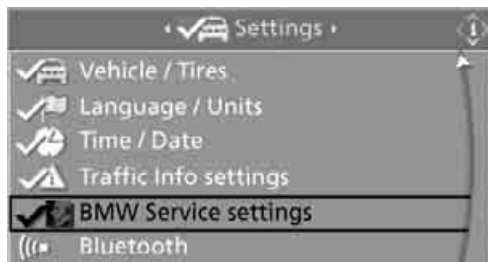 Settings
Vehicle / Tires
Language / Units
Time / Date
Traffic Info settings
BMW Service settings
Bluetooth